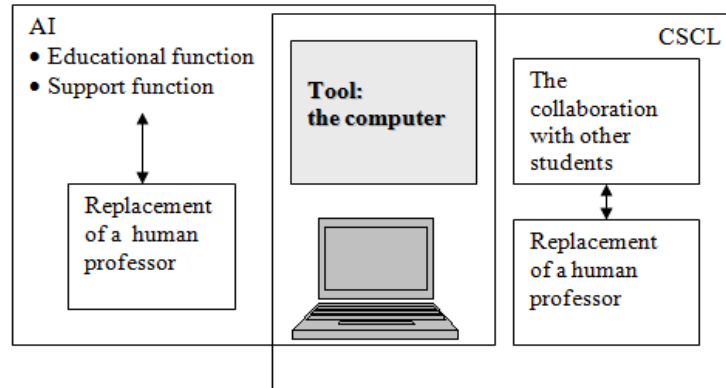 AI
• Educational function
• Support function
Replacement
of a human
professor
Tool:
the computer
CSCL
The
collaboration
with other
students
Replacement
of a human
professor